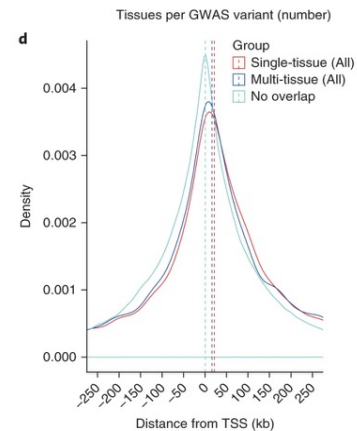 Tissues per GWAS variant (number)
d
Group
Single-tissue (All)
Multi-tissue (All)
No overlap
0.004
0.003
0.002
0.001
0.000
Density
-250
-200
-150
-100
-50
0
50
100
150
200
250
Distance from TSS (kb)